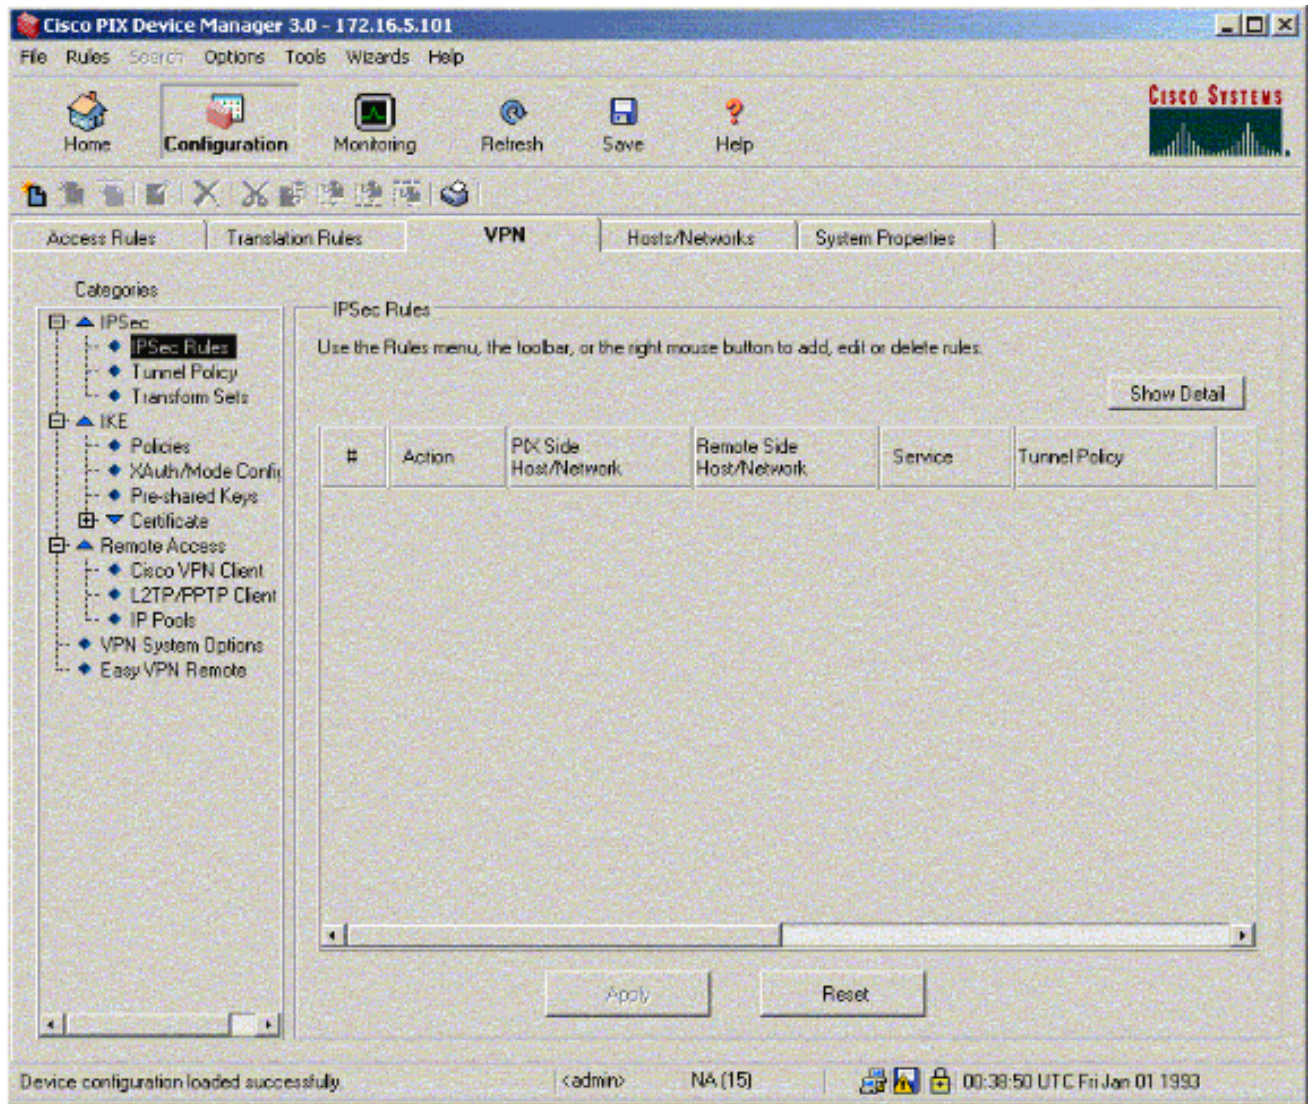 Cisco PIX Device Manager 3.0 - 172.16.5.101
File Rules Search Options Tools Wizards Help
Home Configuration Monitoring Refresh Save Help
CISCO SYSTEMS
Access Rules Translation Rules VPN Hosts/Networks System Properties
Categories
IPSec
IPSec Rules
Tunnel Policy
Transform Sets
IKE
Policies
XAuth/Mode Config
Pre-shared Keys
Certificate
Remote Access
Cisco VPN Client
L2TP/PPTP Client
IP Pools
VPN System Options
Easy VPN Remote
IPSec Rules
Use the Rules menu, the toolbar, or the right mouse button to add, edit or delete rules.
Show Detail
# Action PIX Side Host/Network Remote Side Host/Network Service Tunnel Policy
Apply Reset
Device configuration loaded successfully. <admin> NA (15) 00:38:50 UTC Fri Jan 01 1993